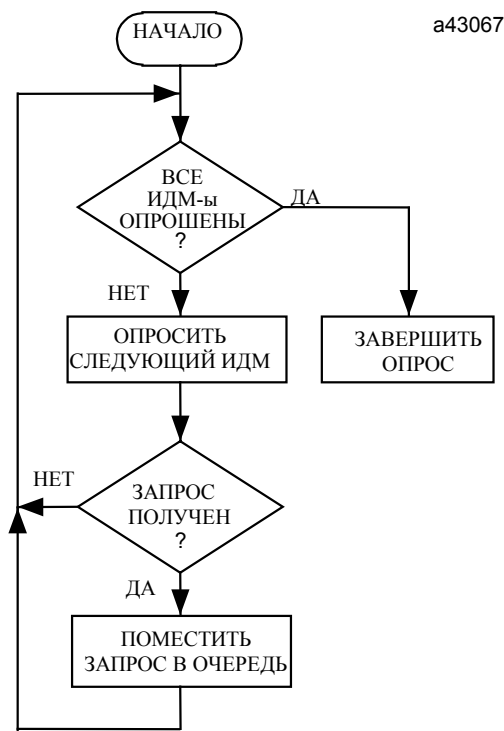 НАЧАЛО
a43067
ВСЕ
ИДМ-ы
ОПРОШЕНЫ
?
ДА
НЕТ
ОПРОСИТЬ
СЛЕДУЮЩИЙ ИДМ
ЗАВЕРШИТЬ
ОПРОС
НЕТ
ЗАПРОС
ПОЛУЧЕН
?
ДА
ПОМЕСТИТЬ
ЗАПРОС В ОЧЕРЕДЬ